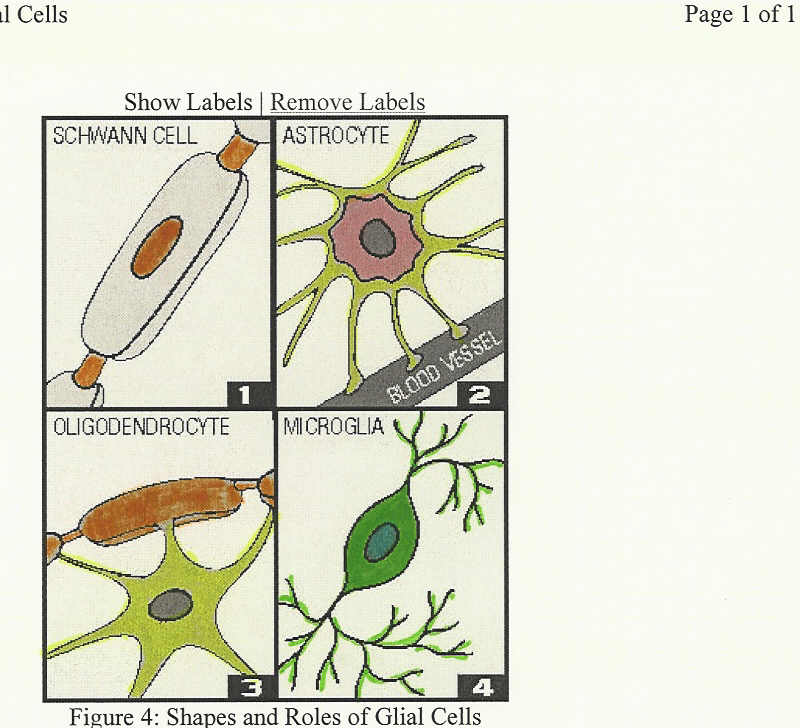 al Cells
Page 1 of 1
Show Labels | Remove Labels
SCHWANN CELL
1
ASTROCYTE
BLOOD VESSEL
2
OLIGODENDROCYTE
3
MICROGLIA
4
Figure 4: Shapes and Roles of Glial Cells